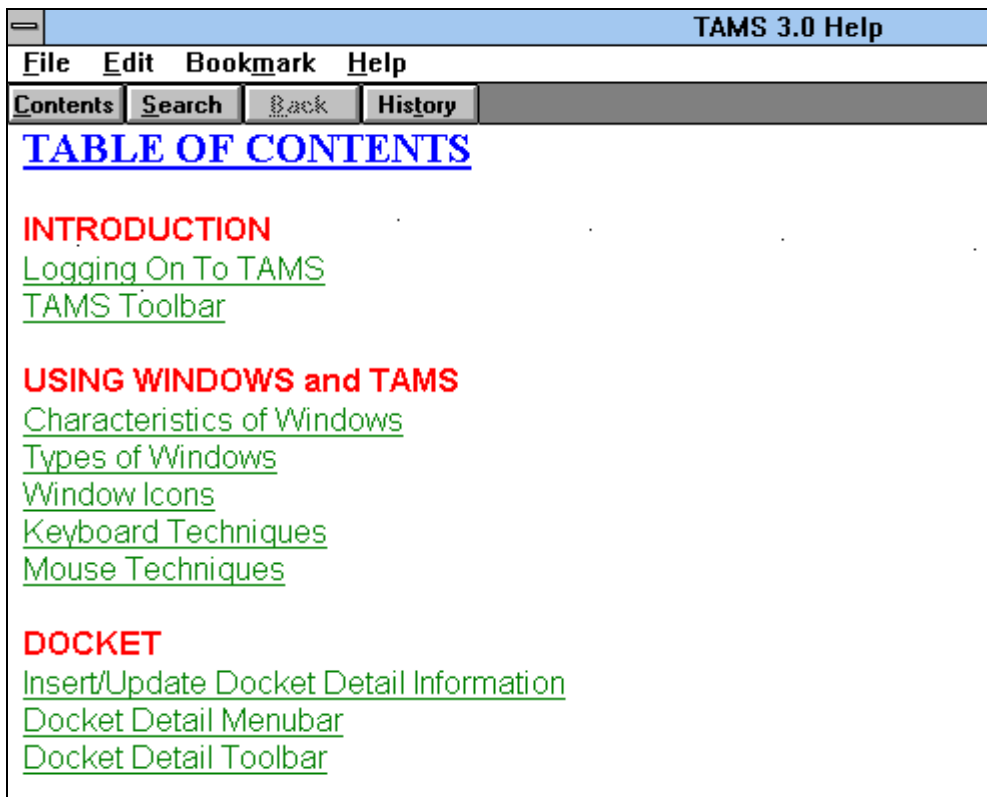 TAMS 3.0 Help
File Edit Bookmark Help
Contents Search Back History
TABLE OF CONTENTS
INTRODUCTION
Logging On To TAMS
TAMS Toolbar
USING WINDOWS and TAMS
Characteristics of Windows
Types of Windows
Window Icons
Keyboard Techniques
Mouse Techniques
DOCKET
Insert/Update Docket Detail Information
Docket Detail Menubar
Docket Detail Toolbar